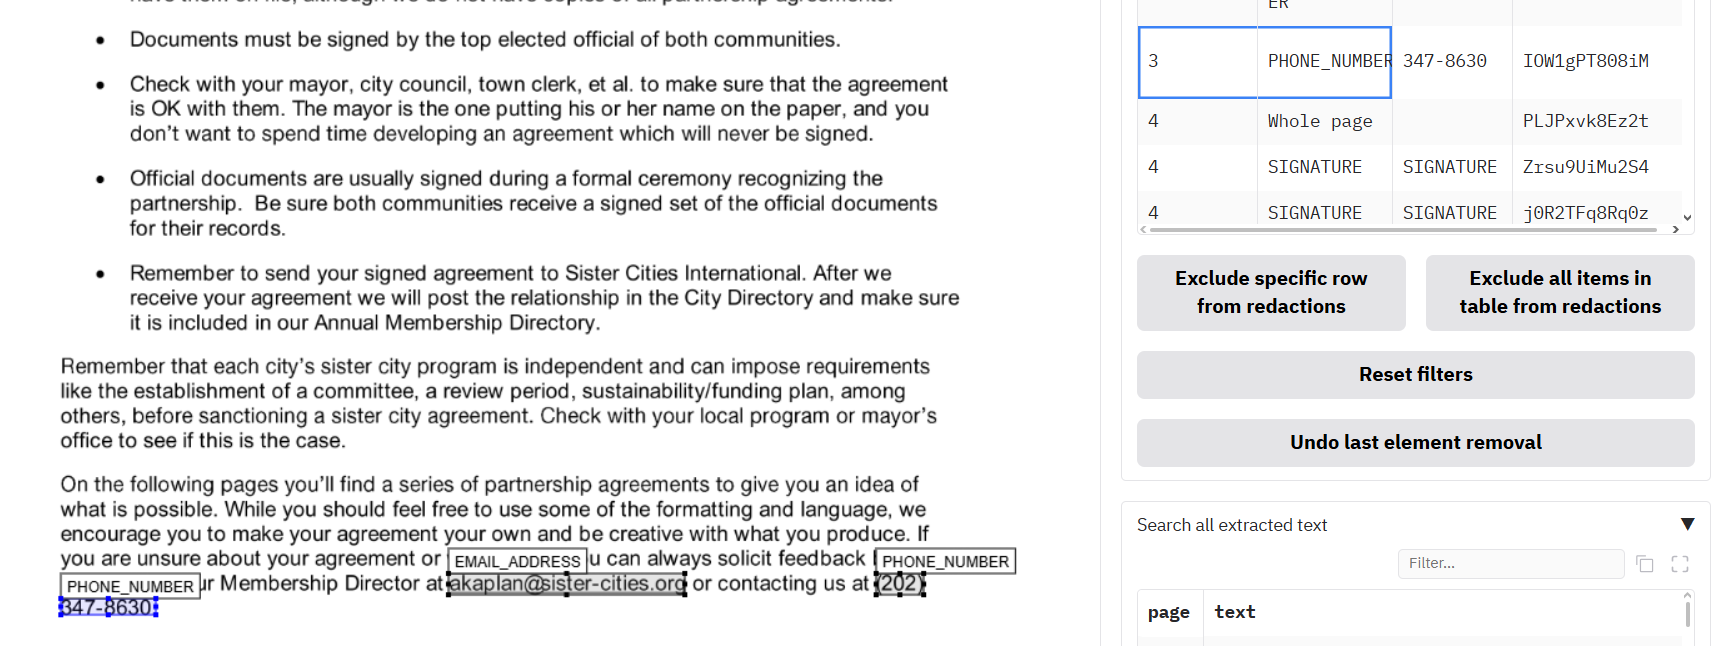 have them on file, although we do not have copies of all partnership agreements.
• Documents must be signed by the top elected official of both communities.
• Check with your mayor, city council, town clerk, et al. to make sure that the agreement
is OK with them. The mayor is the one putting his or her name on the paper, and you
don’t want to spend time developing an agreement which will never be signed.
• Official documents are usually signed during a formal ceremony recognizing the
partnership.  Be sure both communities receive a signed set of the official documents
for their records.
• Remember to send your signed agreement to Sister Cities International. After we
receive your agreement we will post the relationship in the City Directory and make sure
it is included in our Annual Membership Directory.
Remember that each city’s sister city program is independent and can impose requirements
like the establishment of a committee, a review period, sustainability/funding plan, among
others, before sanctioning a sister city agreement. Check with your local program or mayor’s
office to see if this is the case.
On the following pages you’ll find a series of partnership agreements to give you an idea of
what is possible. While you should feel free to use some of the formatting and language, we
encourage you to make your agreement your own and be creative with what you produce. If
you are unsure about your agreement or EMAIL_ADDRESS u can always solicit feedback PHONE_NUMBER
PHONE_NUMBER ur Membership Director at akaplan@sister-cities.org or contacting us at (202)
347-8630
ER
3 PHONE_NUMBER 347-8630 IOW1gPT808iM
4 Whole page PLJPxvk8Ez2t
4 SIGNATURE SIGNATURE Zrsu9UiMu2S4
4 SIGNATURE SIGNATURE j0R2TFq8Rq0z
Exclude specific row
from redactions
Exclude all items in
table from redactions
Reset filters
Undo last element removal
Search all extracted text ▼
Filter...
page text